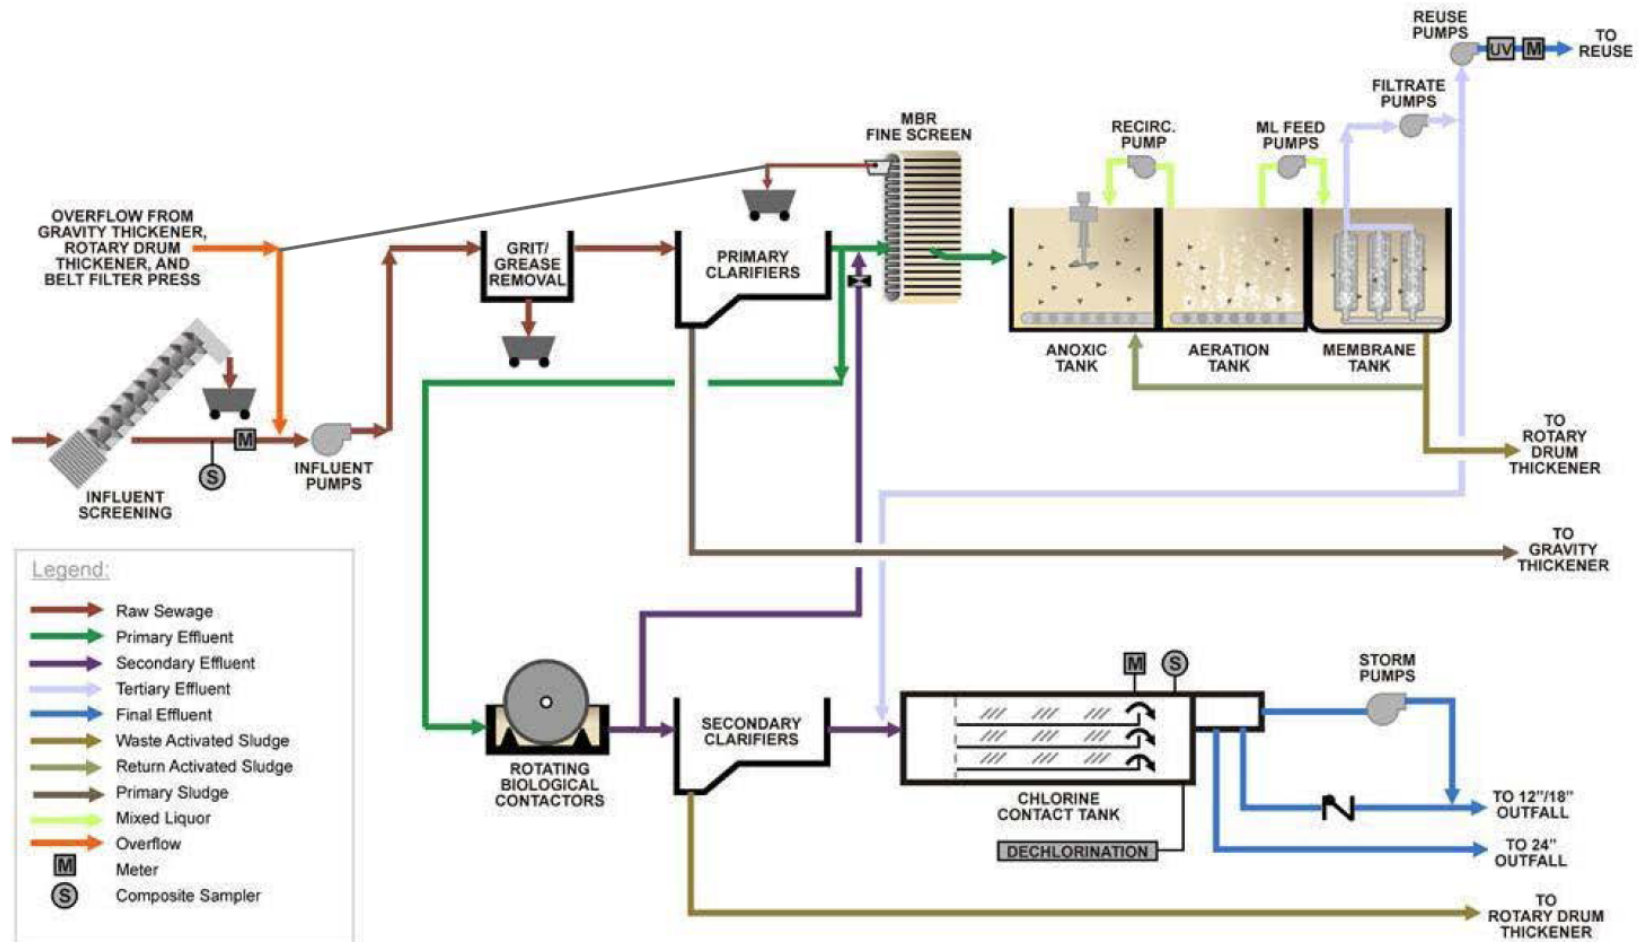 REUSE
PUMPS
UV
M
TO
REUSE
FILTRATE
PUMPS
MBR
FINE SCREEN
RECIRC.
PUMP
ML FEED
PUMPS
OVERFLOW FROM
GRAVITY THICKENER,
ROTARY DRUM
THICKENER, AND
BELT FILTER PRESS
GRIT/
GREASE
REMOVAL
PRIMARY
CLARIFIERS
ANOXIC
TANK
AERATION
TANK
MEMBRANE
TANK
M
S
INFLUENT
PUMPS
INFLUENT
SCREENING
TO
ROTARY
DRUM
THICKENER
TO
GRAVITY
THICKENER
Legend:
Raw Sewage
Primary Effluent
Secondary Effluent
Tertiary Effluent
Final Effluent
Waste Activated Sludge
Return Activated Sludge
Primary Sludge
Mixed Liquor
Overflow
M Meter
S Composite Sampler
ROTATING
BIOLOGICAL
CONTACTORS
SECONDARY
CLARIFIERS
M
S
STORM
PUMPS
CHLORINE
CONTACT TANK
DECHLORINATION
TO 12"/18"
OUTFALL
TO 24"
OUTFALL
TO
ROTARY DRUM
THICKENER